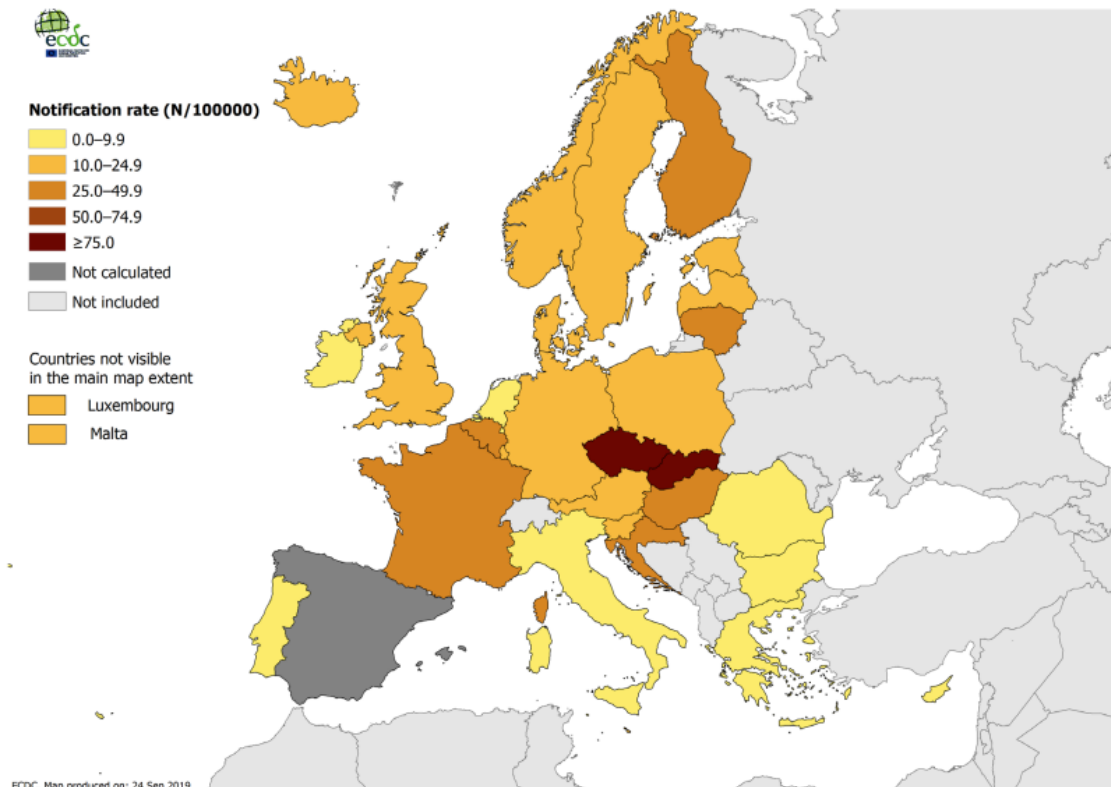 ecdc
Notification rate (N/100000)
0.0–9.9
10.0–24.9
25.0–49.9
50.0–74.9
≥75.0
Not calculated
Not included
Countries not visible
in the main map extent
Luxembourg
Malta
ECDC. Map produced on: 24 Sep 2019